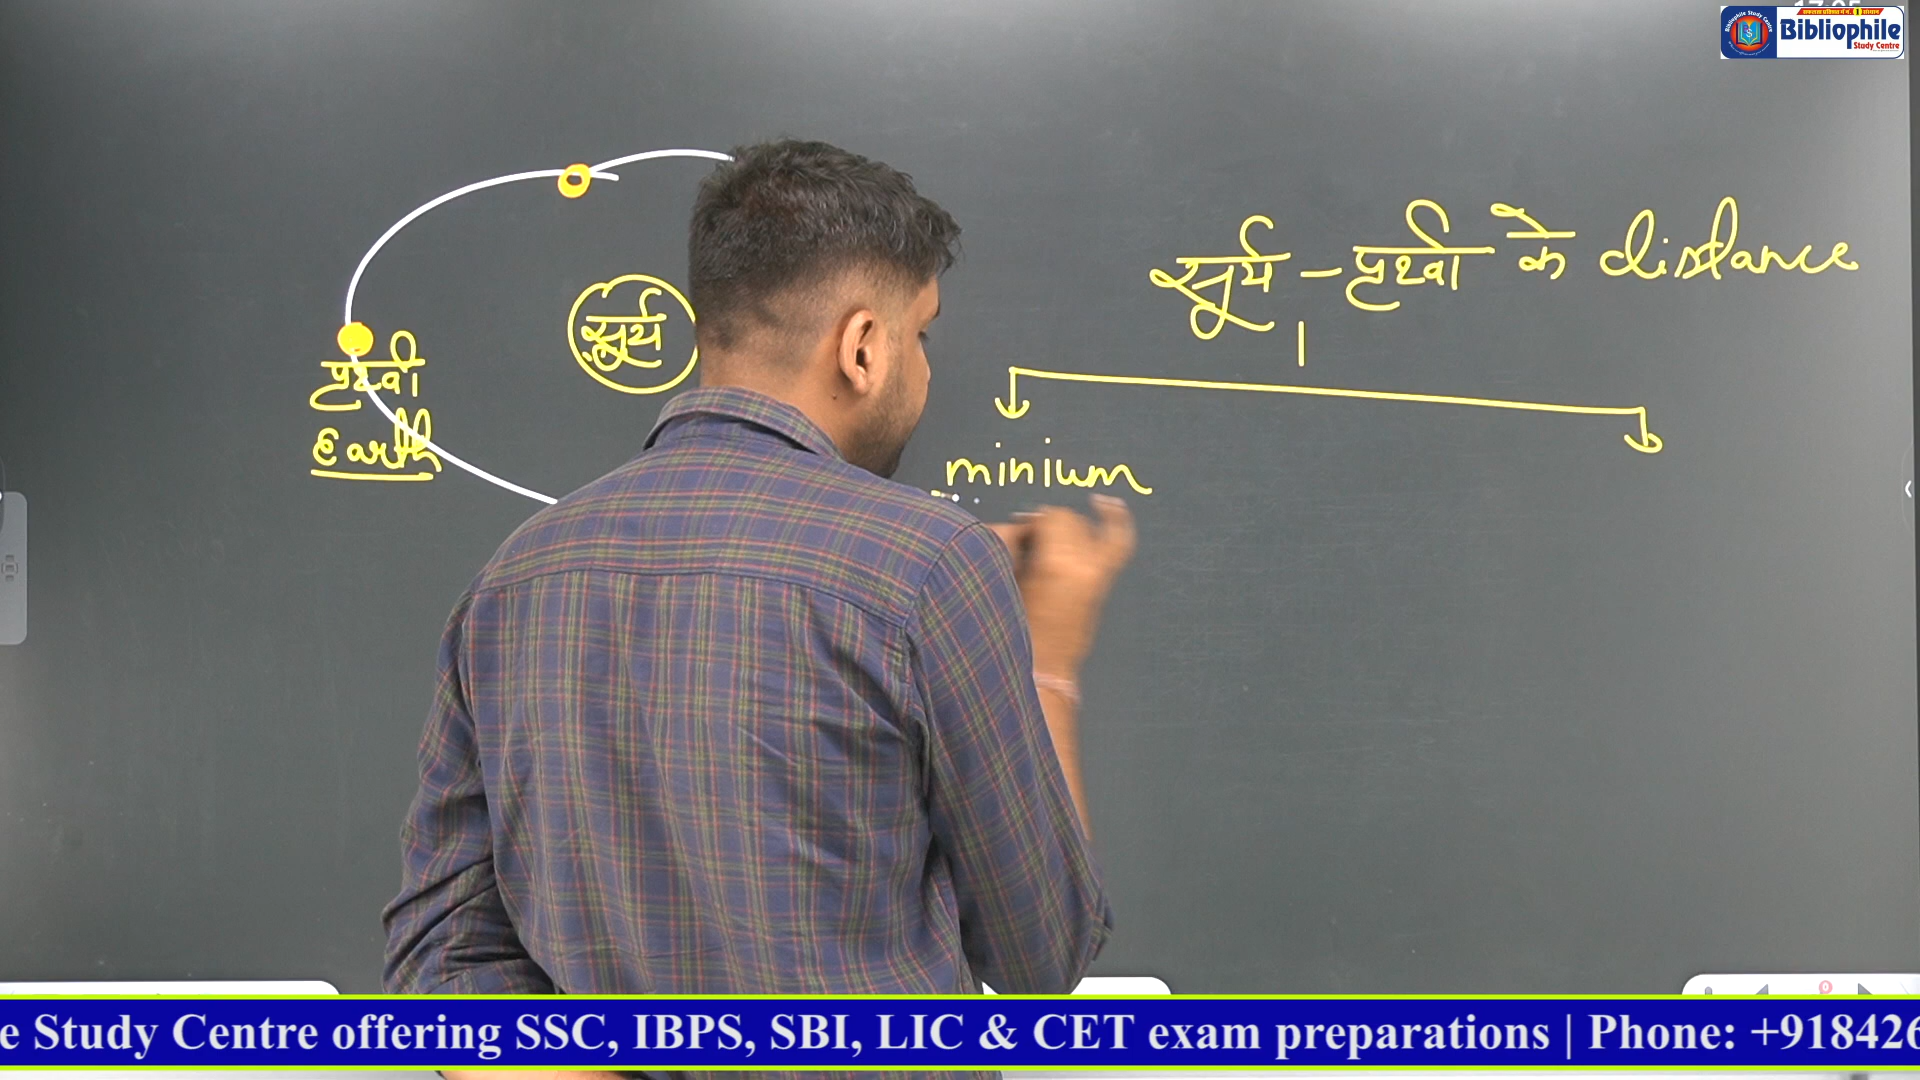 Bibliophile
Study Centre
सूर्य – पृथ्वी के distance
सूर्य
पृथ्वी
Earth
minium
e Study Centre offering SSC, IBPS, SBI, LIC & CET exam preparations | Phone: +918426